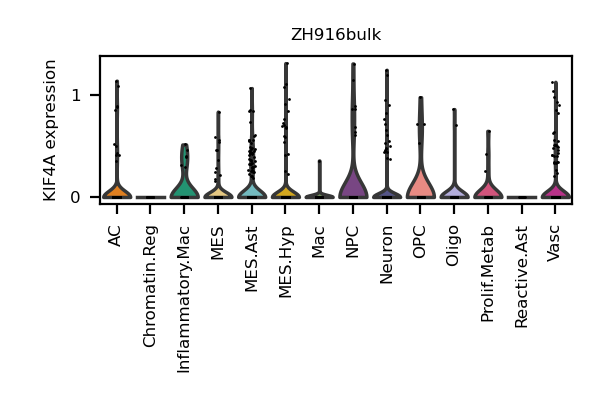 ZH916bulk
KIF4A expression
1
0
AC
Chromatin.Reg
Inflammatory.Mac
MES
MES.Ast
MES.Hyp
Mac
NPC
Neuron
OPC
Oligo
Prolif.Metab
Reactive.Ast
Vasc